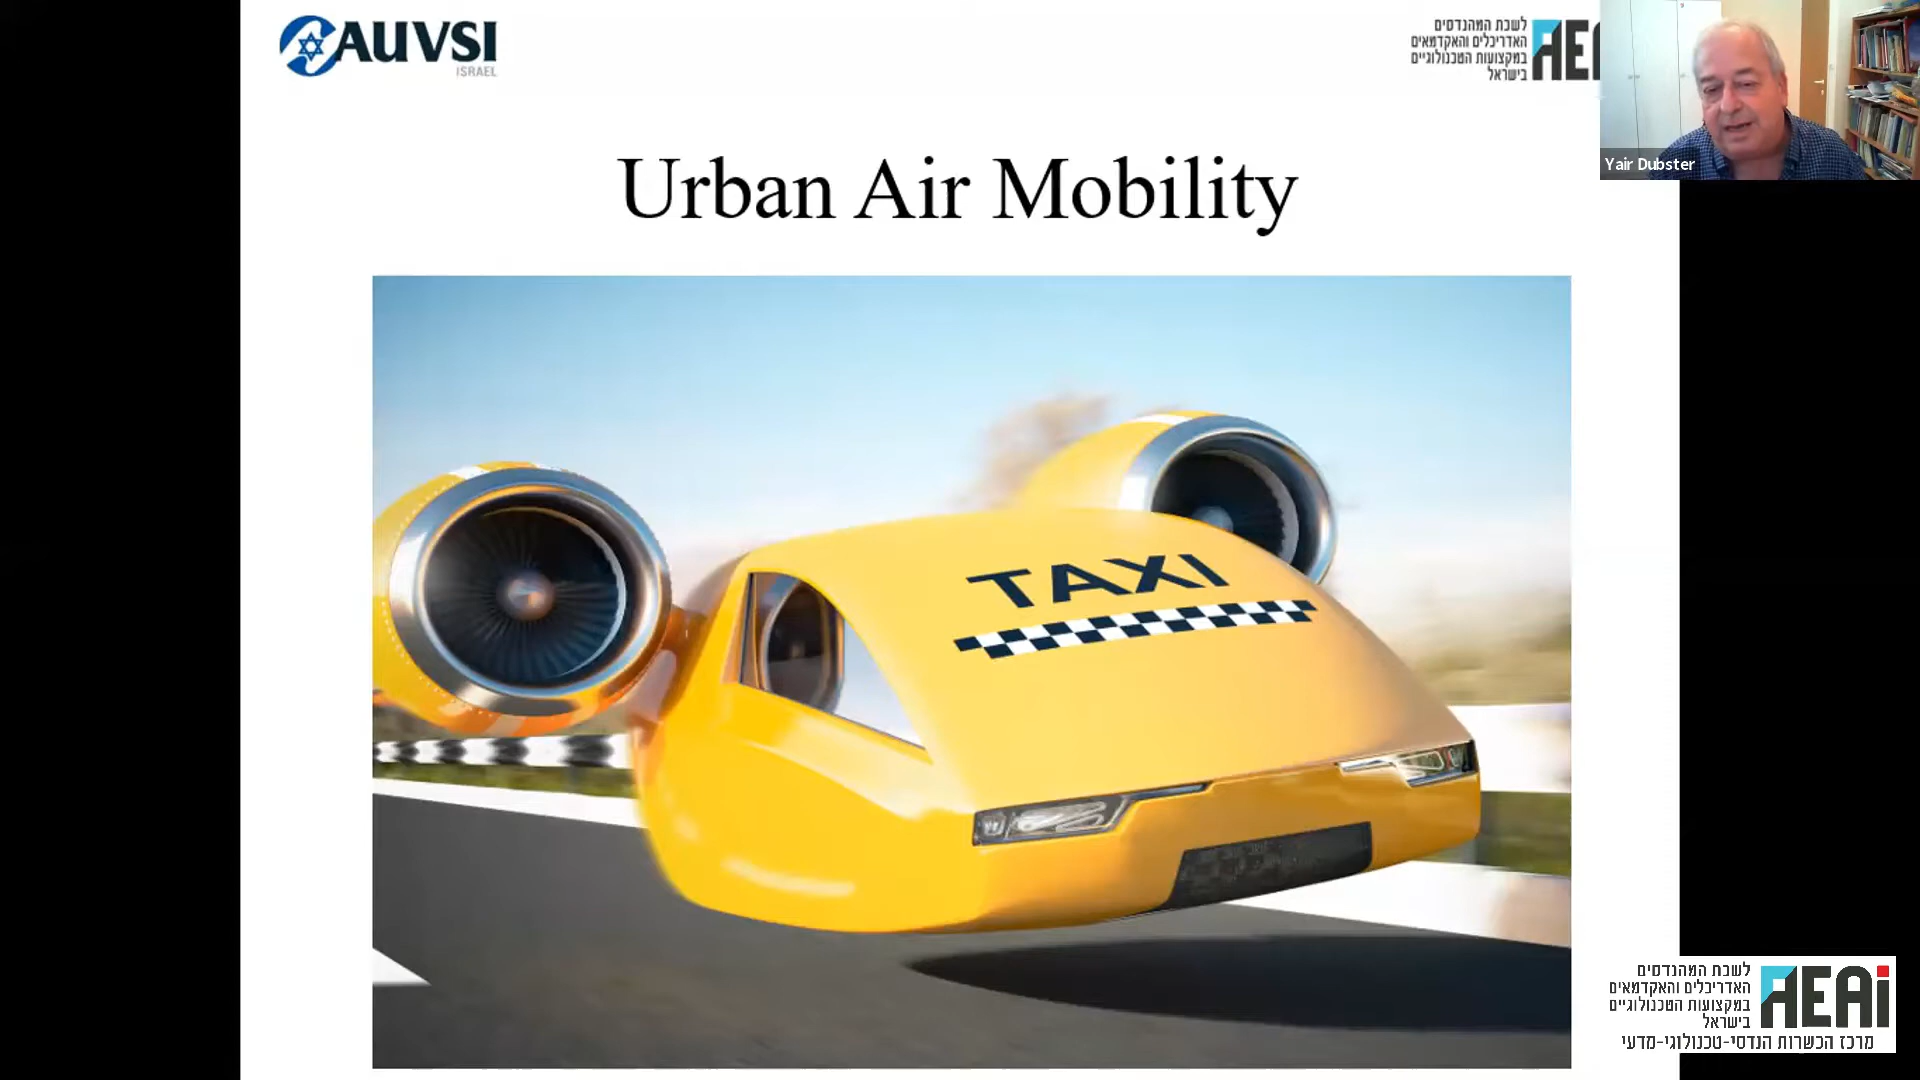 AUVSI
ISRAEL
לשכת המהנדסים
האדריכלים והאקדמאים
במקצועות הטכנולוגיים
בישראל
AEA
Yair Dubster
Urban Air Mobility
TAXI
לשכת המהנדסים
האדריכלים והאקדמאים
במקצועות הטכנולוגיים
בישראל
AEAi
מרכז הכשרות הנדסי-טכנולוגי-מדעי